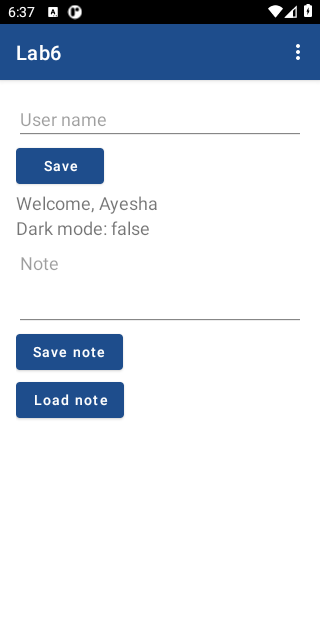 6:37
Lab6
User name
Save
Welcome, Ayesha
Dark mode: false
Note
Save note
Load note